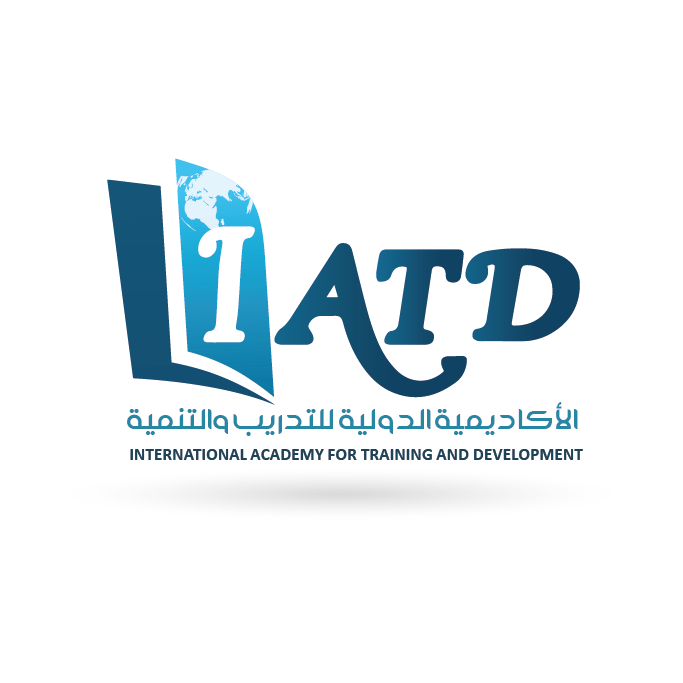 IATD
الأكاديمية الدولية للتدريب والتنمية
INTERNATIONAL ACADEMY FOR TRAINING AND DEVELOPMENT